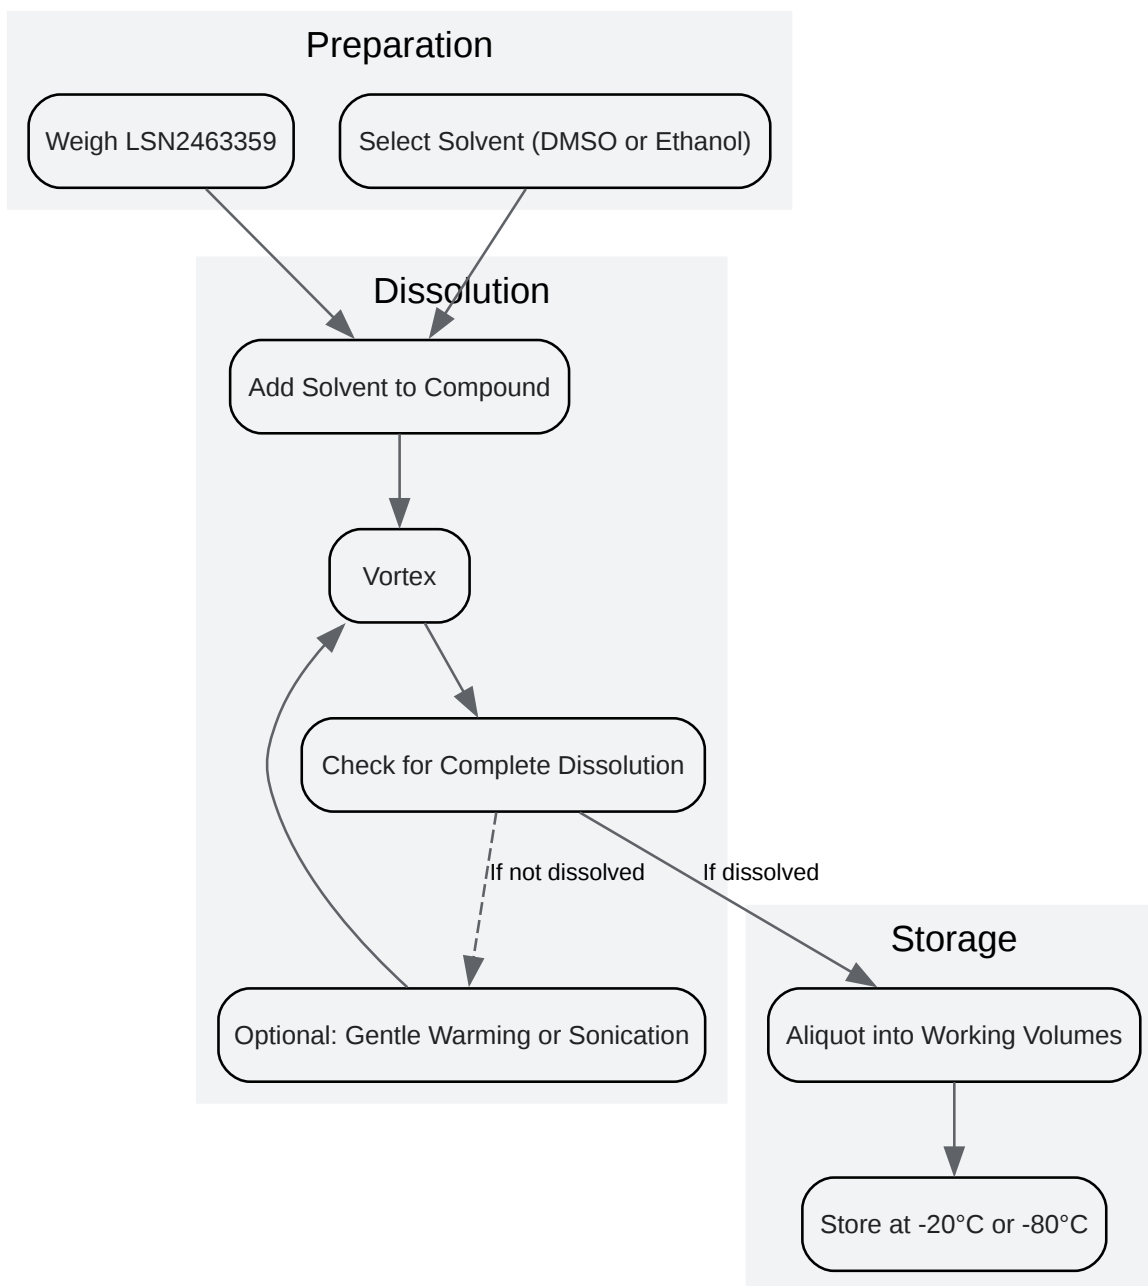 Preparation
Weigh LSN2463359
Select Solvent (DMSO or Ethanol)
Dissolution
Add Solvent to Compound
Vortex
Check for Complete Dissolution
If not dissolved
If dissolved
Storage
Optional: Gentle Warming or Sonication
Aliquot into Working Volumes
Store at -20°C or -80°C